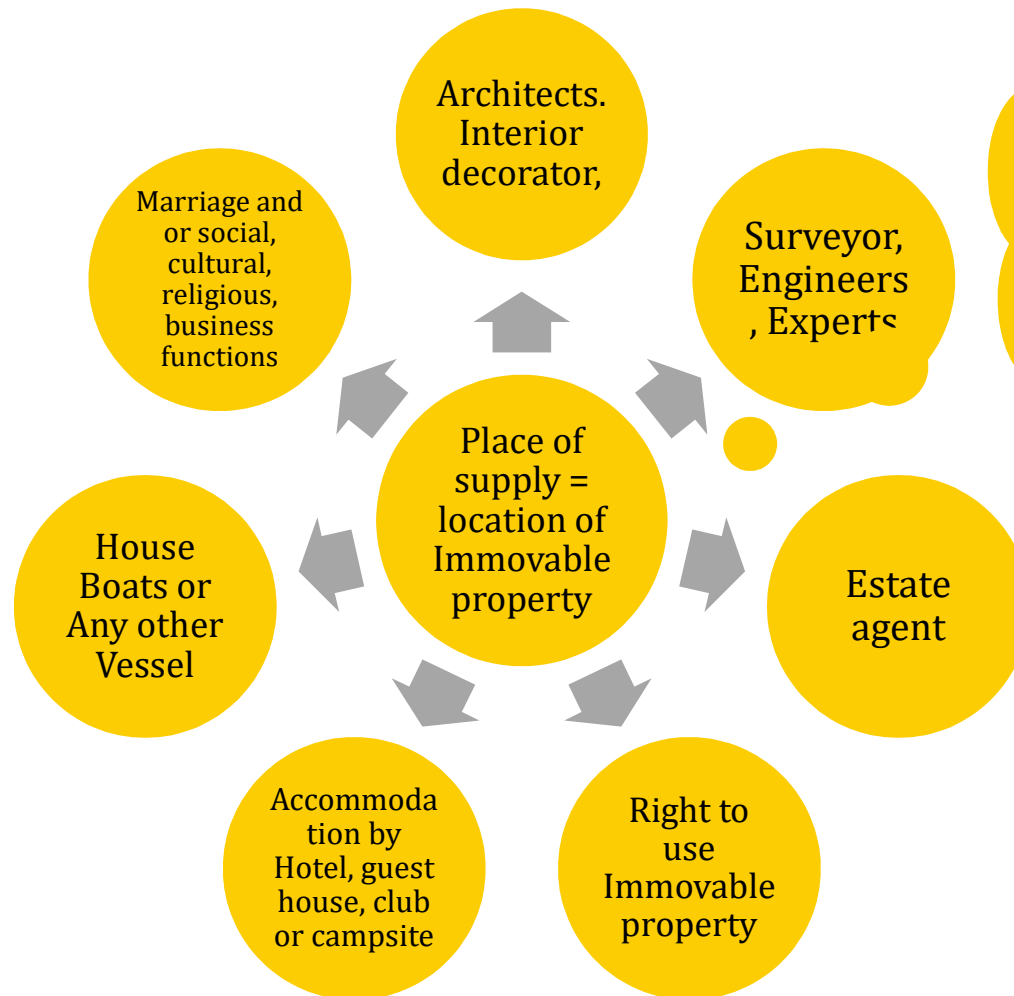 Architects.
Interior
decorator,
Surveyor,
Engineers
, Experts
Estate
agent
Right to
use
Immovable
property
Accommoda
tion by
Hotel, guest
house, club
or campsite
House
Boats or
Any other
Vessel
Marriage and
or social,
cultural,
religious,
business
functions
Place of
supply =
location of
Immovable
property